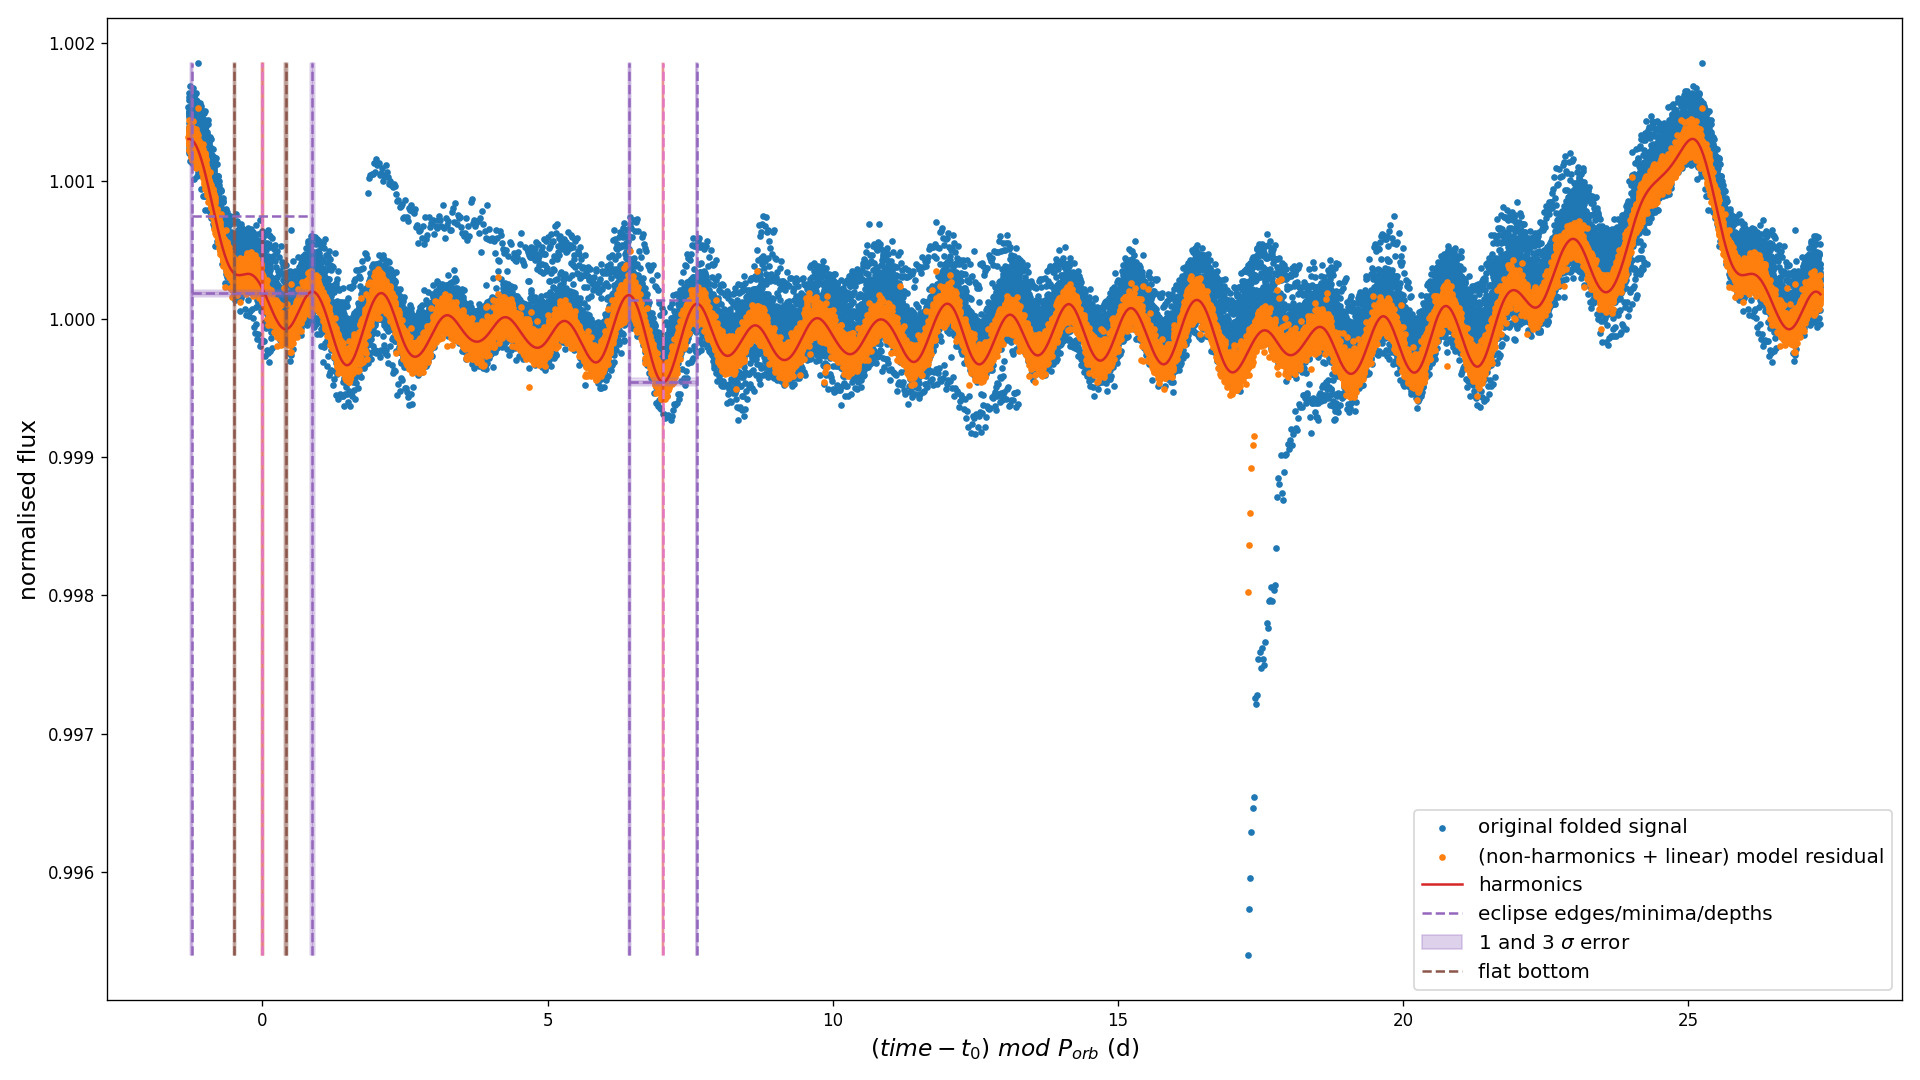 1.002
1.001
1.000
0.999
0.998
0.997
0.996
normalised flux
0
5
10
15
20
25
(time − t₀) mod Pₒᵣb (d)
original folded signal
(non-harmonics + linear) model residual
harmonics
eclipse edges/minima/depths
1 and 3 σ error
flat bottom